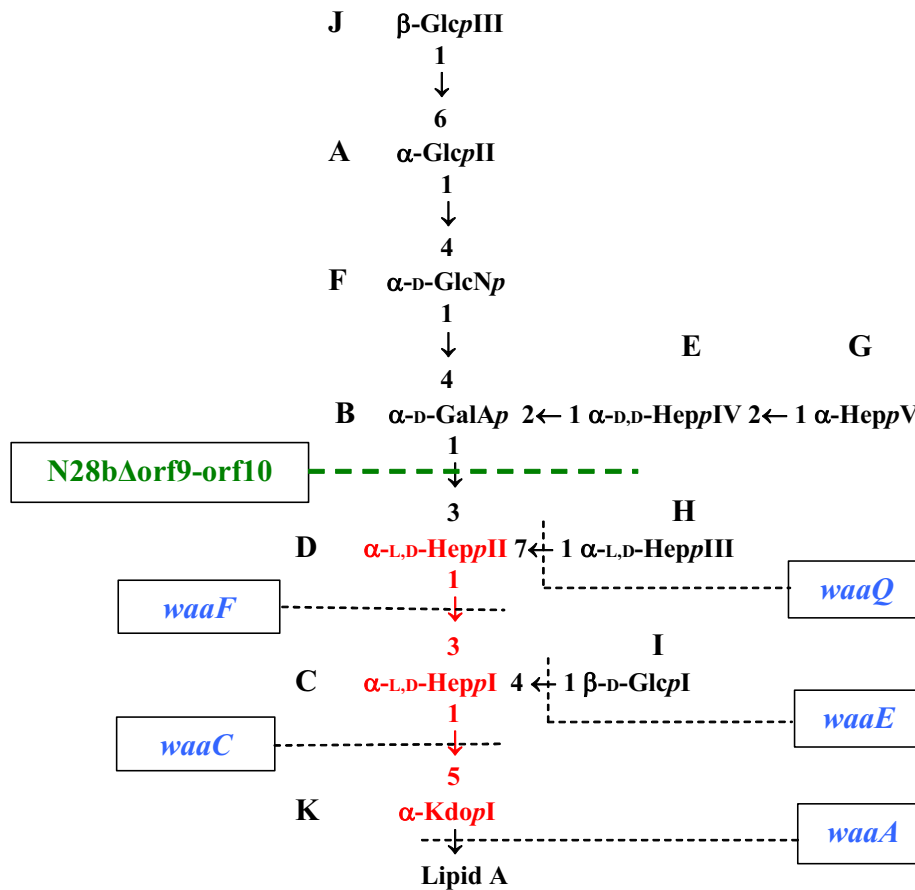 J β-GlcpIII
1
↓
6
A α-GlcpII
1
↓
4
F α-D-GlcNp
1
↓
4
E G
B α-D-GalAp 2← 1 α-D,D-HeppIV 2← 1 α-HeppV
1
N28bΔorf9-orf10
↓
3 H
D α-L,D-HeppII 7← 1 α-L,D-HeppIII
1
waaF ↓ waaQ
3 I
C α-L,D-HeppI 4 ← 1 β-D-GlcpI
1
waaC ↓ waaE
5
K α-KdopI
↓ waaA
Lipid A